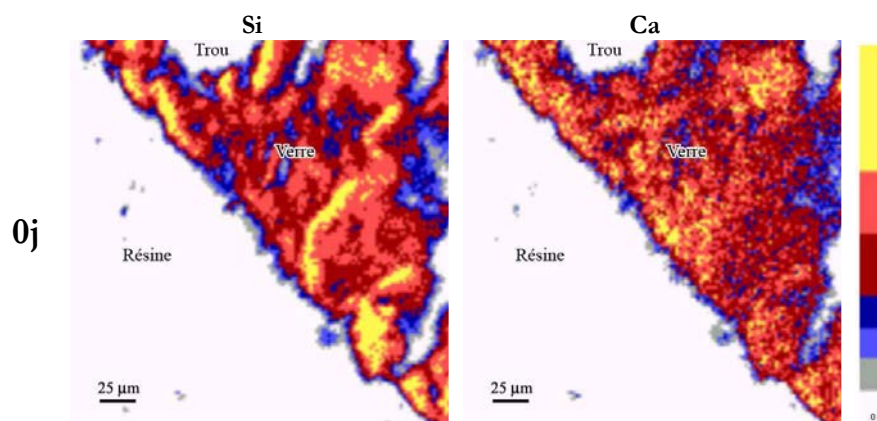 Si
Ca
Trou
Trou
Verre
Verre
0j
Résine
Résine
25 µm
25 µm
0